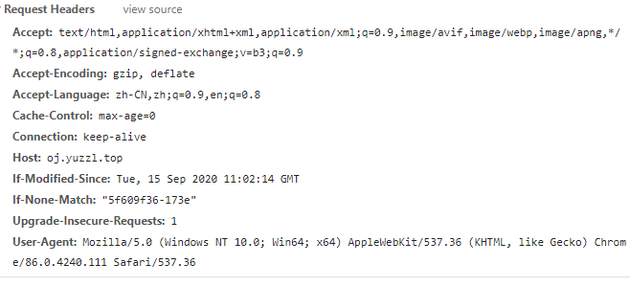 Request Headers view source
Accept: text/html,application/xhtml+xml,application/xml;q=0.9,image/avif,image/webp,image/apng,*/
*;q=0.8,application/signed-exchange;v=b3;q=0.9
Accept-Encoding: gzip, deflate
Accept-Language: zh-CN,zh;q=0.9,en;q=0.8
Cache-Control: max-age=0
Connection: keep-alive
Host: oj.yuzzl.top
If-Modified-Since: Tue, 15 Sep 2020 11:02:14 GMT
If-None-Match: "5f609f36-173e"
Upgrade-Insecure-Requests: 1
User-Agent: Mozilla/5.0 (Windows NT 10.0; Win64; x64) AppleWebKit/537.36 (KHTML, like Gecko) Chrom
e/86.0.4240.111 Safari/537.36